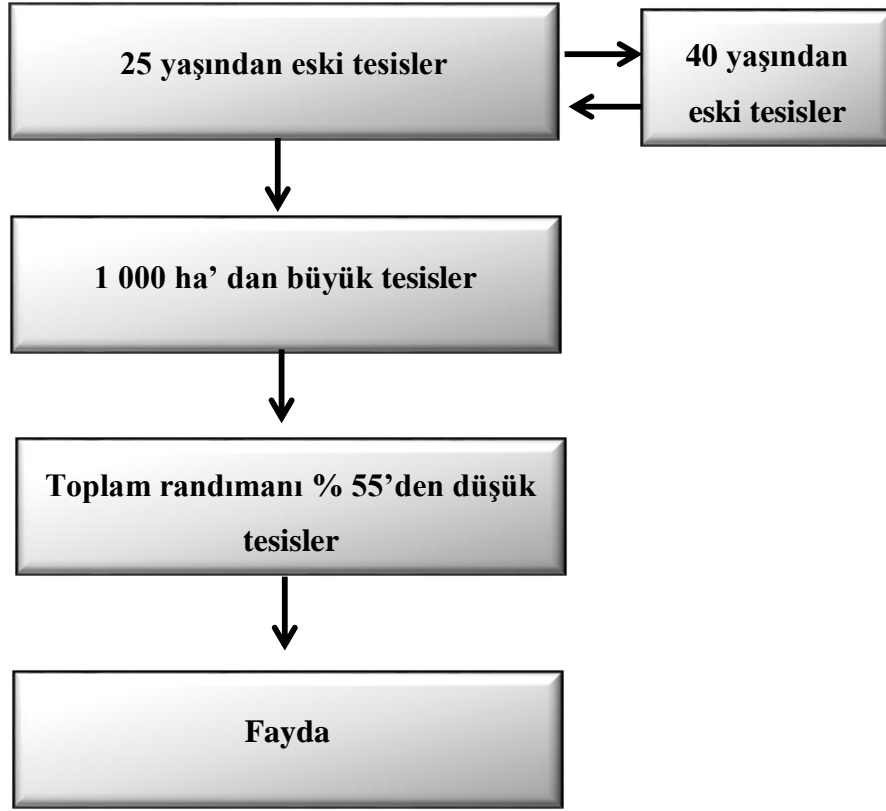 25 yaşından eski tesisler
40 yaşından
eski tesisler
1 000 ha’ dan büyük tesisler
Toplam randımanı % 55’den düşük
tesisler
Fayda